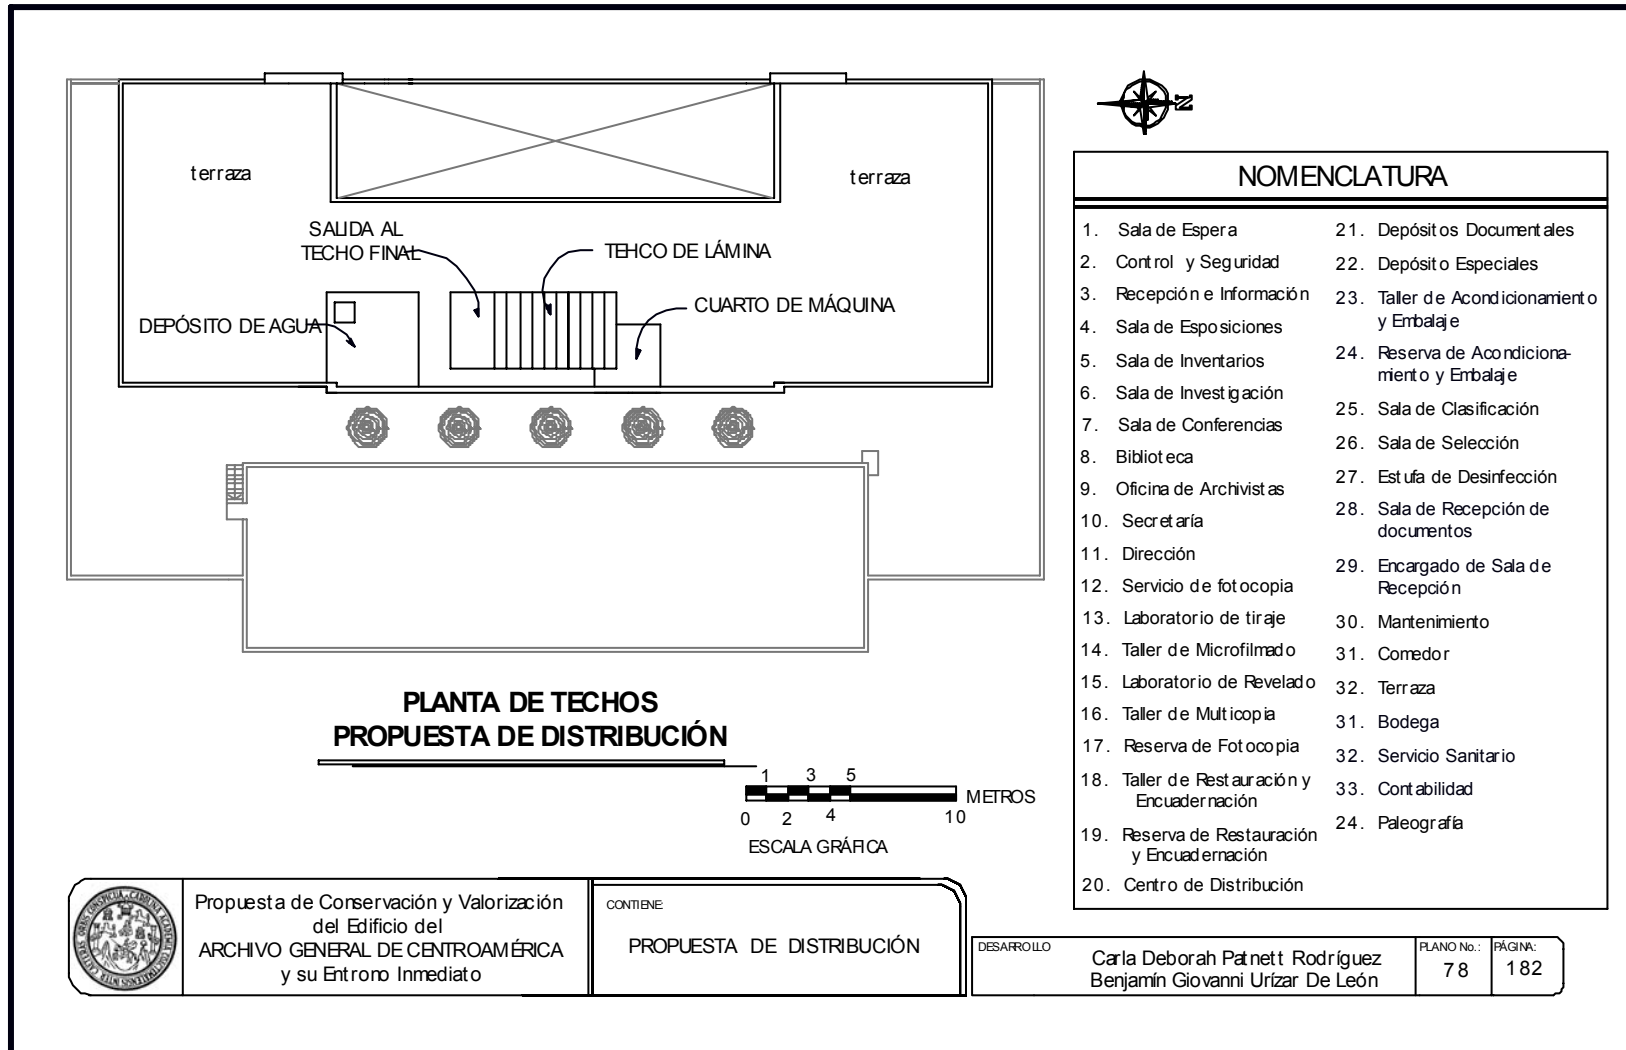 N
terraza
terraza
SALIDA AL
TECHO FINAL
TEHCO DE LÁMINA
CUARTO DE MÁQUINA
DEPÓSITO DE AGUA
PLANTA DE TECHOS
PROPUESTA DE DISTRIBUCIÓN
1 3 5
METROS
0 2 4 10
ESCALA GRÁFICA
NOMENCLATURA
1. Sala de Espera
2. Control y Seguridad
3. Recepción e Información
4. Sala de Esposiciones
5. Sala de Inventarios
6. Sala de Investigación
7. Sala de Conferencias
8. Biblioteca
9. Oficina de Archivistas
10. Secretaría
11. Dirección
12. Servicio de fotocopia
13. Laboratorio de tiraje
14. Taller de Microfilmado
15. Laboratorio de Revelado
16. Taller de Multicopia
17. Reserva de Fotocopia
18. Taller de Restauración y
Encuadernación
19. Reserva de Restauración
y Encuadernación
20. Centro de Distribución
21. Depósitos Documentales
22. Depósito Especiales
23. Taller de Acondicionamiento
y Embalaje
24. Reserva de Acondiciona-
miento y Embalaje
25. Sala de Clasificación
26. Sala de Selección
27. Estufa de Desinfección
28. Sala de Recepción de
documentos
29. Encargado de Sala de
Recepción
30. Mantenimiento
31. Comedor
32. Terraza
31. Bodega
32. Servicio Sanitario
33. Contabilidad
24. Paleografía
Propuesta de Conservación y Valorización
del Edificio del
ARCHIVO GENERAL DE CENTROAMÉRICA
y su Entrono Inmediato
CONTIENE:
PROPUESTA DE DISTRIBUCIÓN
DESARROLLO
Carla Deborah Patnett Rodríguez
Benjamín Giovanni Urízar De León
PLANO No.:
78
PÁGINA:
182